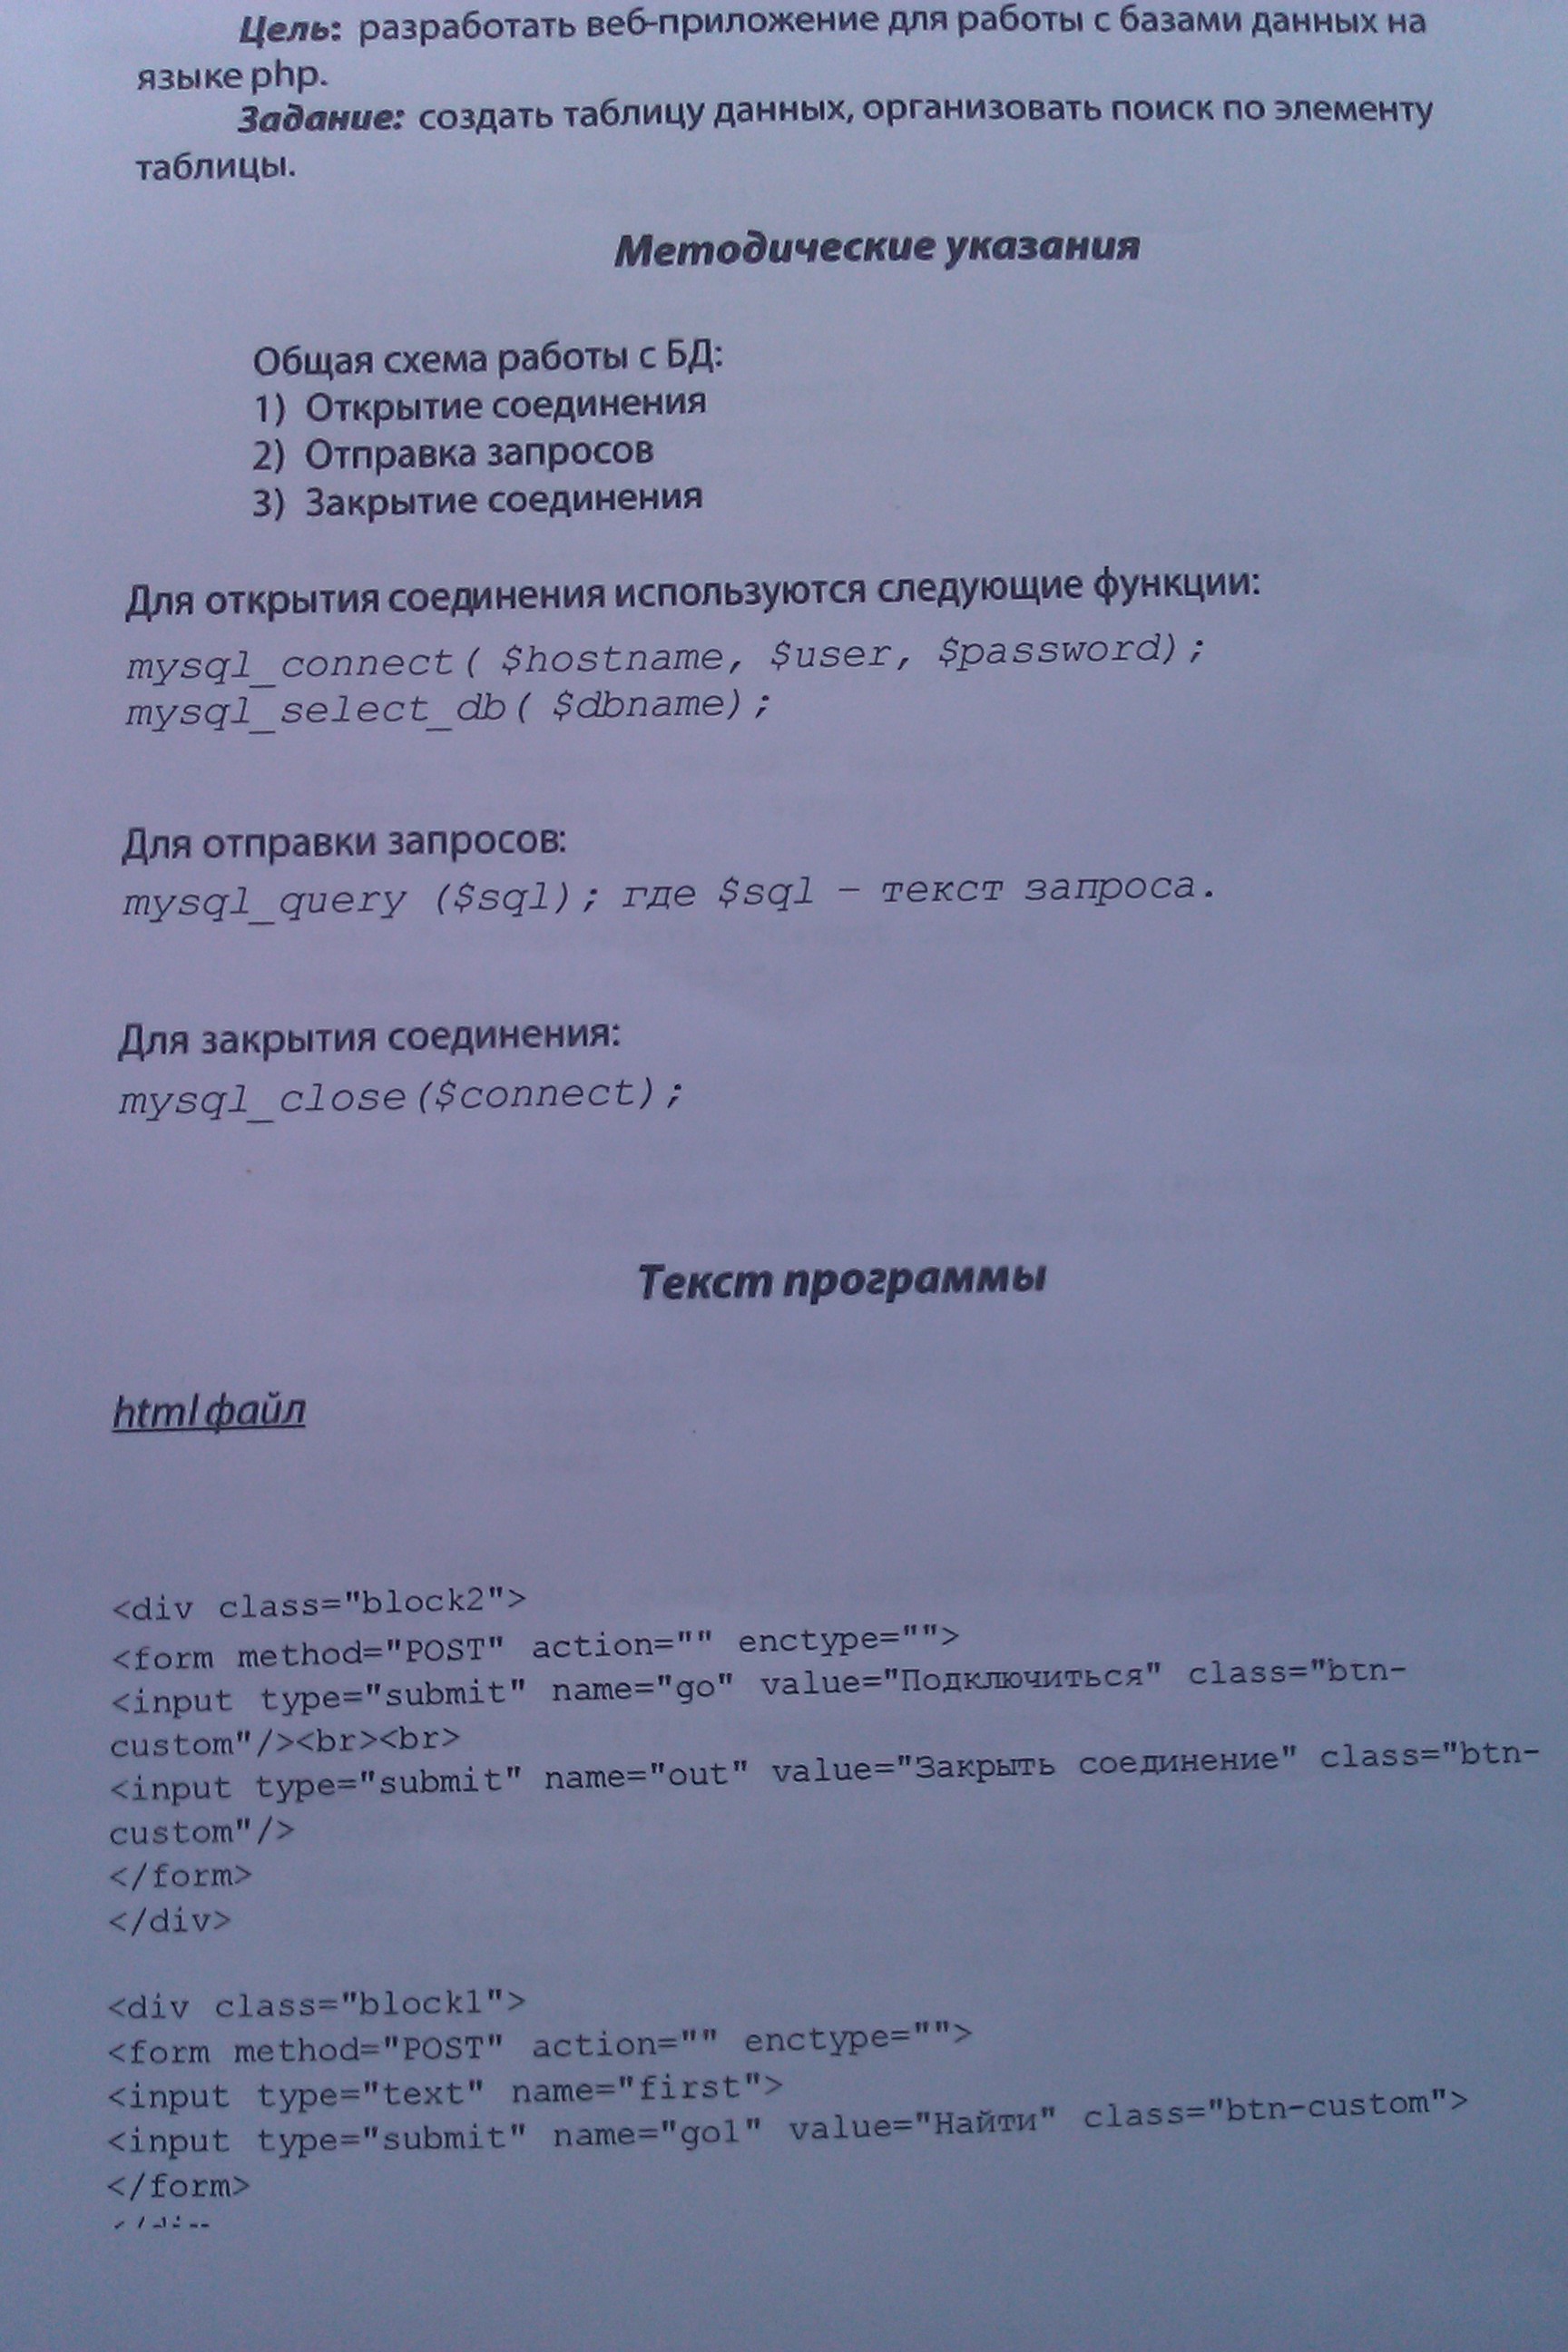 Цель: разработать веб-приложение для работы с базами данных на
языке php.
Задание: создать таблицу данных, организовать поиск по элементу
таблицы.
Методические указания
Общая схема работы с БД:
1) Открытие соединения
2) Отправка запросов
3) Закрытие соединения
Для открытия соединения используются следующие функции:
mysql_connect( $hostname, $user, $password);
mysql_select_db( $dbname);
Для отправки запросов:
mysql_query ($sql); где $sql – текст запроса.
Для закрытия соединения:
mysql_close($connect);
Текст программы
html файл
<div class="block2">
<form method="POST" action="" enctype="">
<input type="submit" name="go" value="Подключиться" class="btn-
custom"/><br><br>
<input type="submit" name="out" value="Закрыть соединение" class="btn-
custom"/>
</form>
</div>
<div class="block1">
<form method="POST" action="" enctype="">
<input type="text" name="first">
<input type="submit" name="go1" value="Найти" class="btn-custom">
</form>